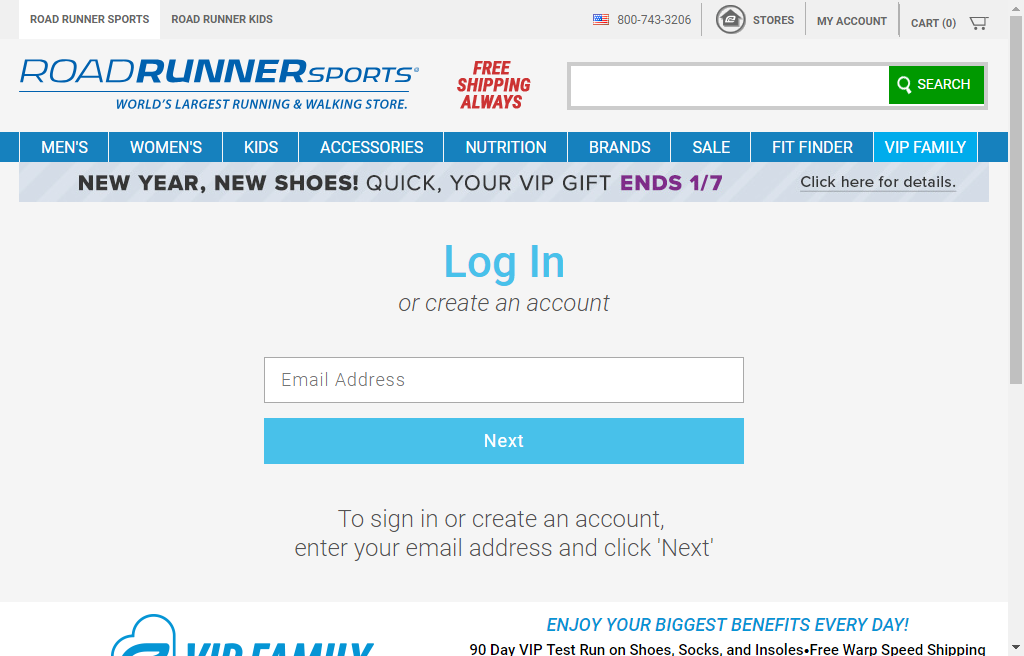 ROAD RUNNER SPORTS
ROAD RUNNER KIDS
800-743-3206
STORES
MY ACCOUNT
CART (0)
ROADRUNNERSPORTS®
WORLD'S LARGEST RUNNING & WALKING STORE.
FREE
SHIPPING
ALWAYS
SEARCH
MEN'S
WOMEN'S
KIDS
ACCESSORIES
NUTRITION
BRANDS
SALE
FIT FINDER
VIP FAMILY
NEW YEAR, NEW SHOES! QUICK, YOUR VIP GIFT ENDS 1/7
Click here for details.
Log In
or create an account
Email Address
Next
To sign in or create an account,
enter your email address and click 'Next'
VIP FAMILY
ENJOY YOUR BIGGEST BENEFITS EVERY DAY!
90 Day VIP Test Run on Shoes, Socks, and Insoles•Free Warp Speed Shipping